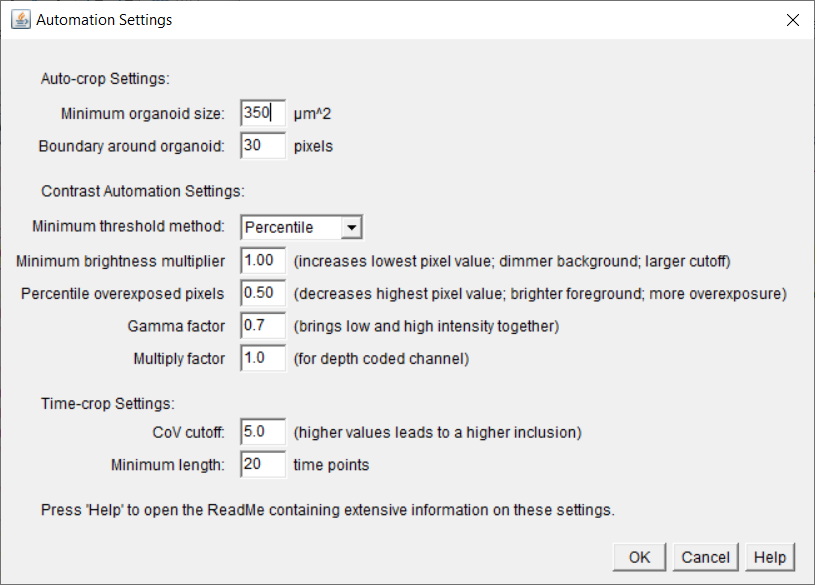 Automation Settings
Auto-crop Settings:
Minimum organoid size: 350 µm^2
Boundary around organoid: 30 pixels
Contrast Automation Settings:
Minimum threshold method: Percentile
Minimum brightness multiplier 1.00 (increases lowest pixel value; dimmer background; larger cutoff)
Percentile overexposed pixels 0.50 (decreases highest pixel value; brighter foreground; more overexposure)
Gamma factor 0.7 (brings low and high intensity together)
Multiply factor 1.0 (for depth coded channel)
Time-crop Settings:
CoV cutoff: 5.0 (higher values leads to a higher inclusion)
Minimum length: 20 time points
Press 'Help' to open the ReadMe containing extensive information on these settings.
OK Cancel Help